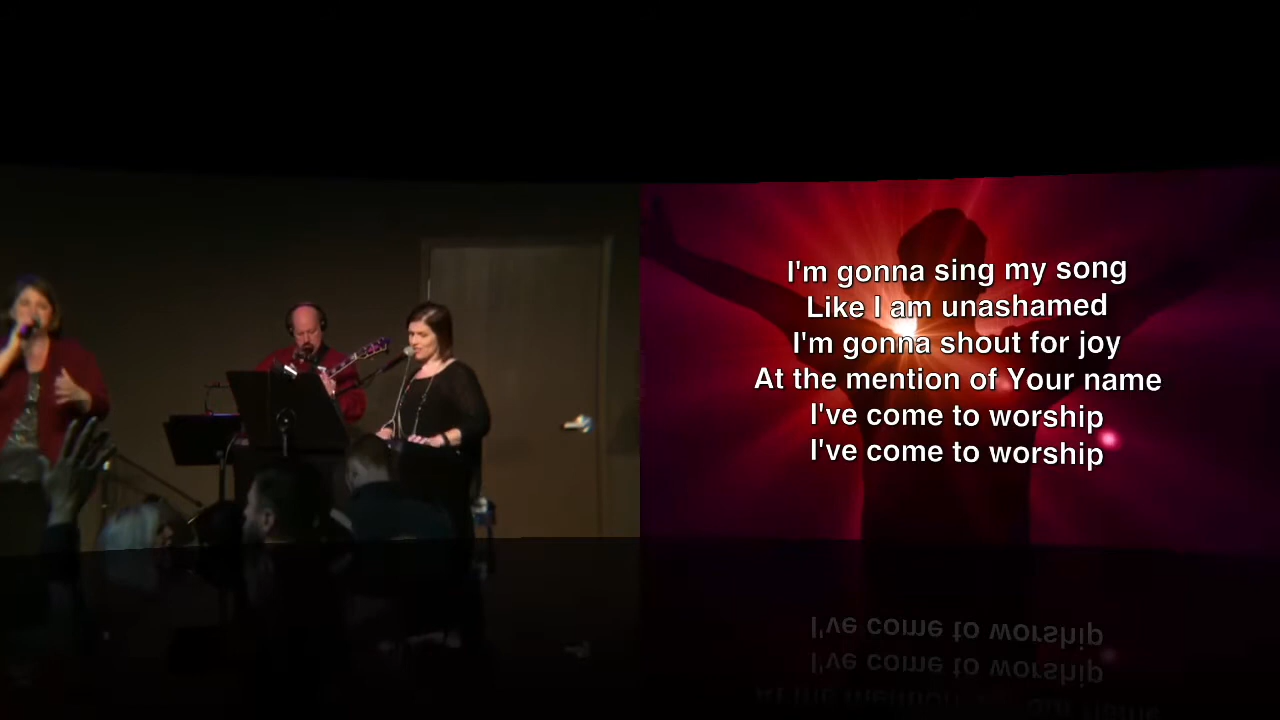 I'm gonna sing my song
Like I am unashamed
I'm gonna shout for joy
At the mention of Your name
I've come to worship
I've come to worship